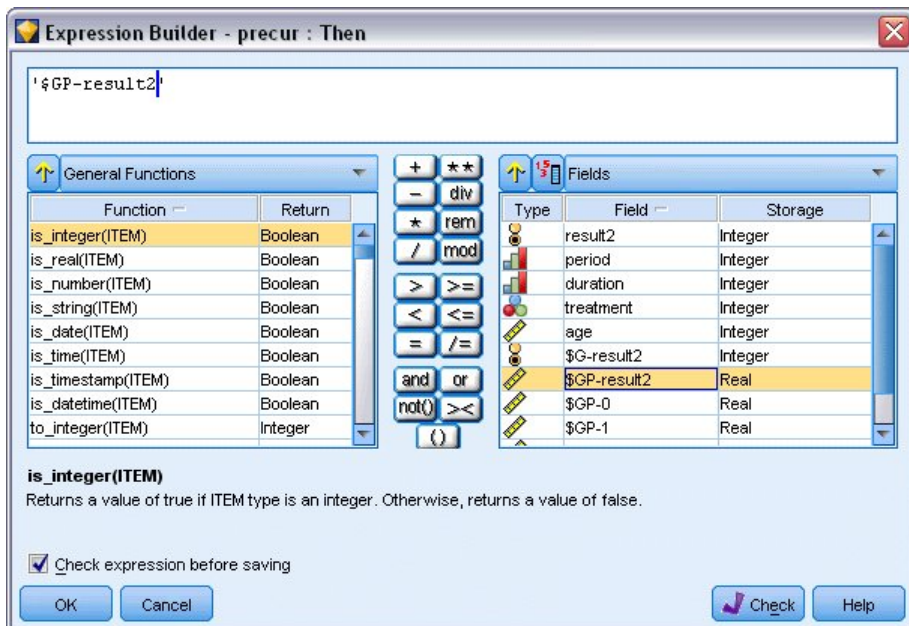 Expression Builder - precur : Then
'$GP-result2'
General Functions
Function Return
is_integer(ITEM) Boolean
is_real(ITEM) Boolean
is_number(ITEM) Boolean
is_string(ITEM) Boolean
is_date(ITEM) Boolean
is_time(ITEM) Boolean
is_timestamp(ITEM) Boolean
is_datetime(ITEM) Boolean
to_integer(ITEM) Integer
+ **
- div
* rem
/ mod
> >=
< <=
= /=
and or
not() ><
()
Fields
Type Field Storage
result2 Integer
period Integer
duration Integer
treatment Integer
age Integer
$G-result2 Integer
$GP-result2 Real
$GP-0 Real
$GP-1 Real
is_integer(ITEM)
Returns a value of true if ITEM type is an integer. Otherwise, returns a value of false.
Check expression before saving
OK Cancel Check Help